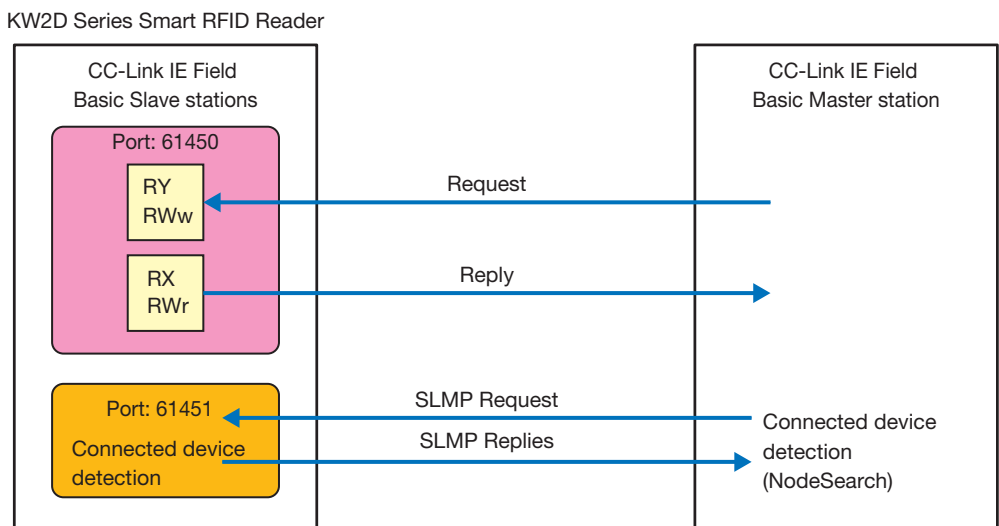 KW2D Series Smart RFID Reader
CC-Link IE Field
Basic Slave stations
CC-Link IE Field
Basic Master station
Port: 61450
RY
RWw
Request
RX
RWr
Reply
Port: 61451
Connected device
detection
SLMP Request
SLMP Replies
Connected device
detection
(NodeSearch)